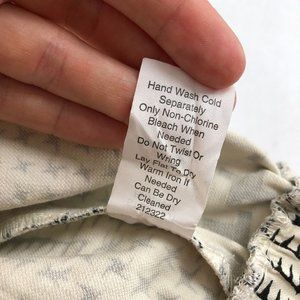 Hand Wash Cold
Separately
Only Non-Chlorine
Bleach When
Needed
Do Not Twist Or
Wring
Lay Flat To Dry
Warm Iron If
Needed
Can Be Dry
Cleaned
212322